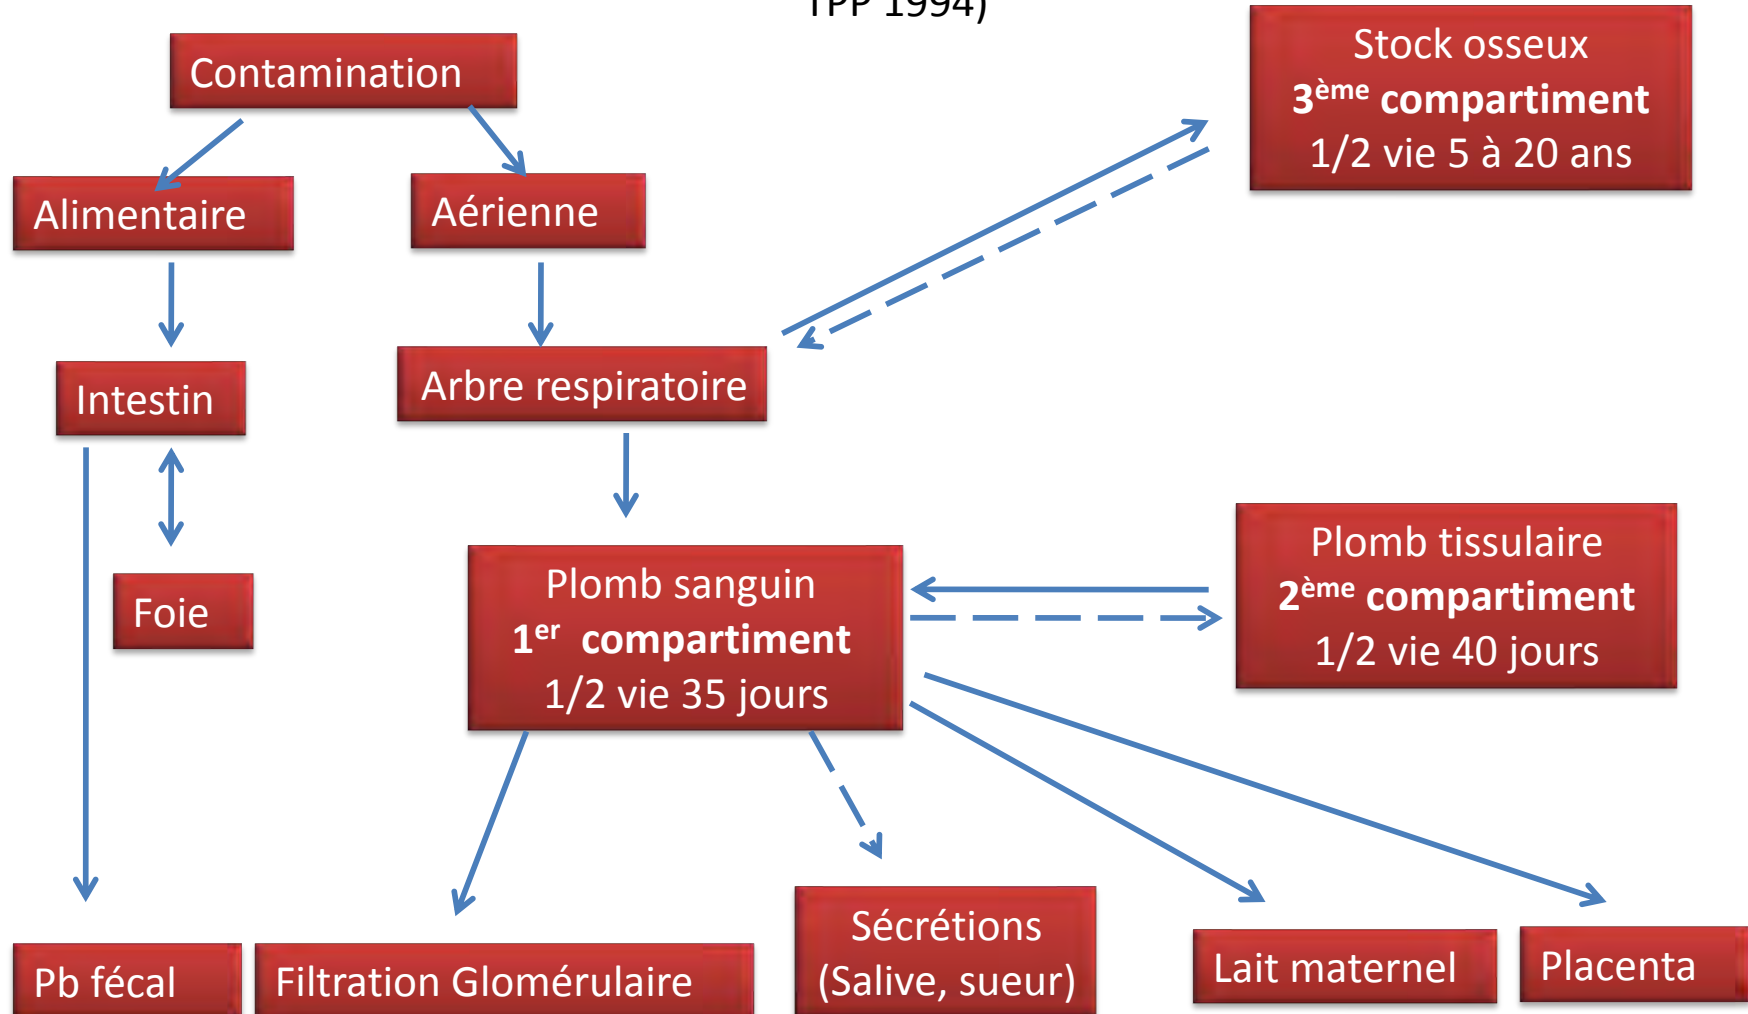 TPP 1994)
Contamination
Stock osseux
3ème compartiment
1/2 vie 5 à 20 ans
Alimentaire
Aérienne
Intestin
Arbre respiratoire
Foie
Plomb sanguin
1er compartiment
1/2 vie 35 jours
Plomb tissulaire
2ème compartiment
1/2 vie 40 jours
Pb fécal
Filtration Glomérulaire
Sécrétions
(Salive, sueur)
Lait maternel
Placenta